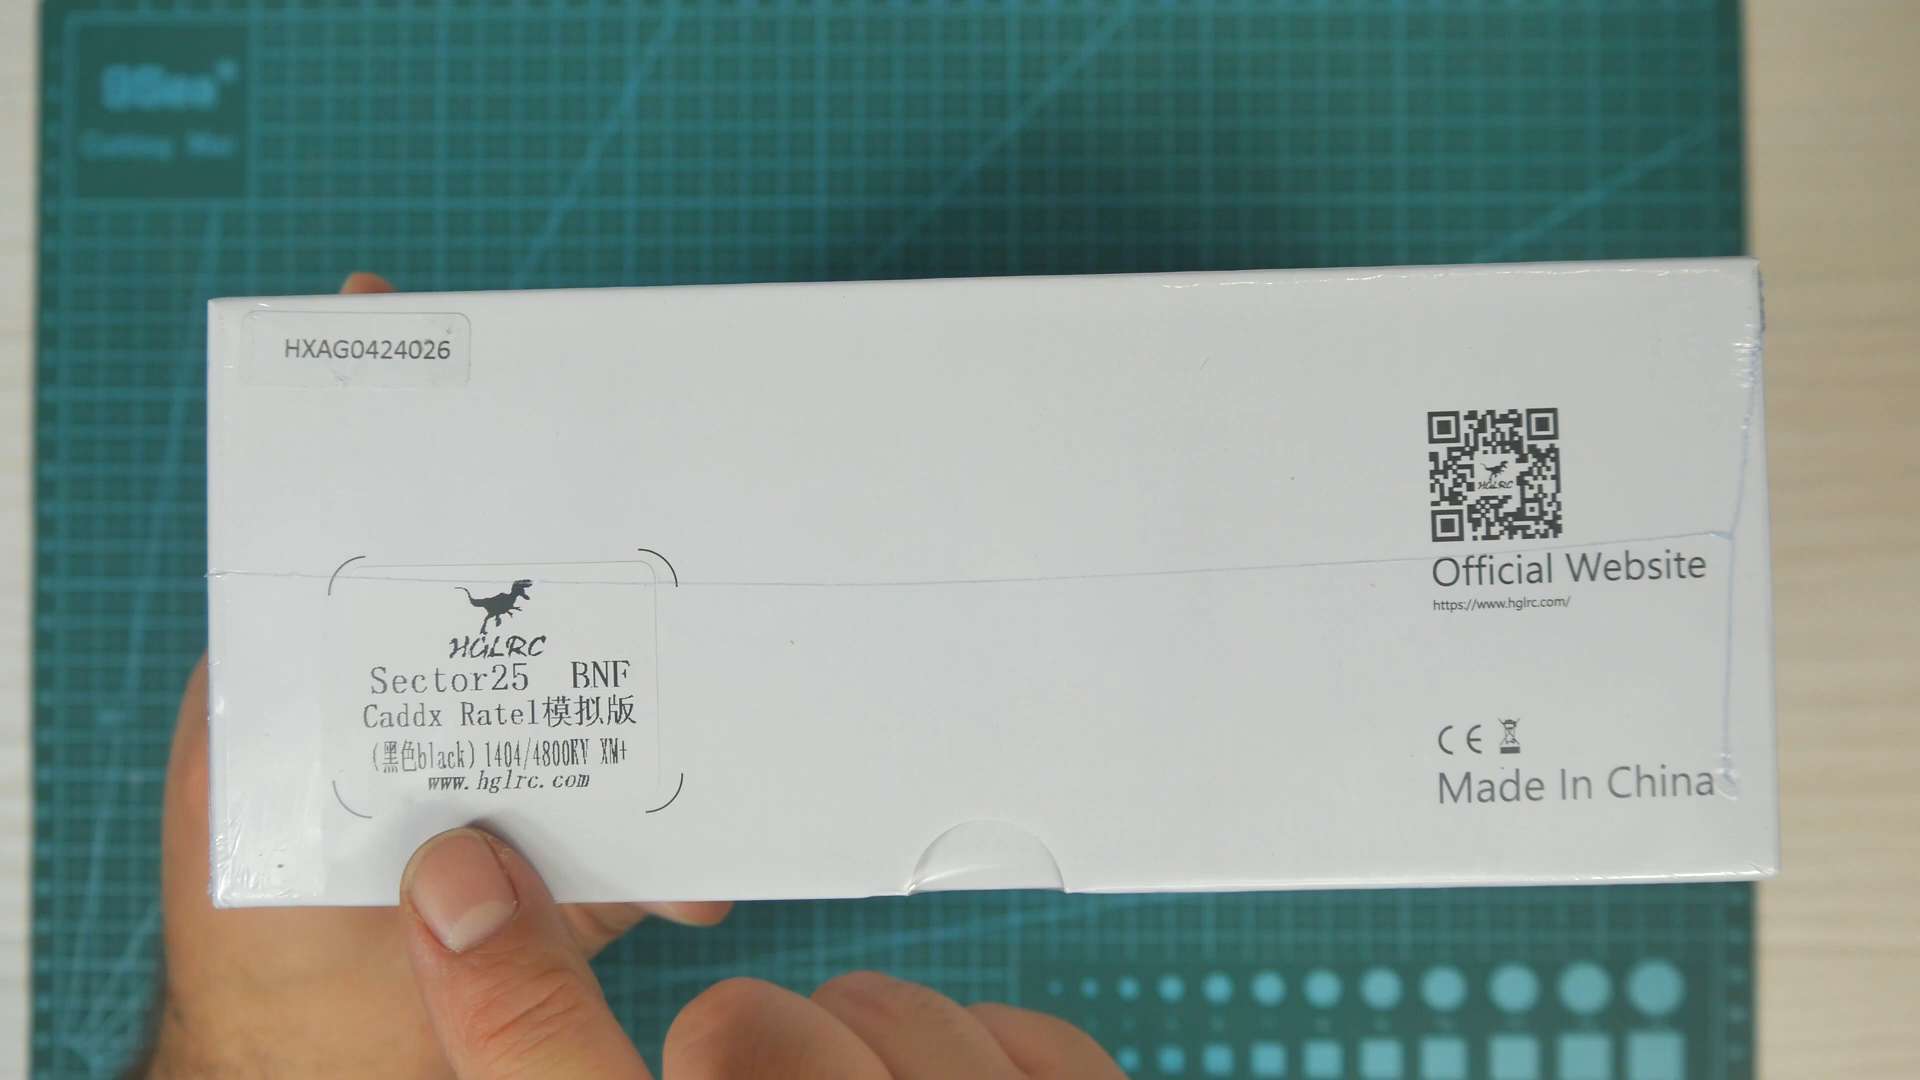 HXAG0424026
HGLRC
Official Website
https://www.hglrc.com/
HGLRC
Sector25 BNF
Caddx Ratel模拟版
(黑色black) 1404/4800KV XM+
www.hglrc.com
CE
Made In China